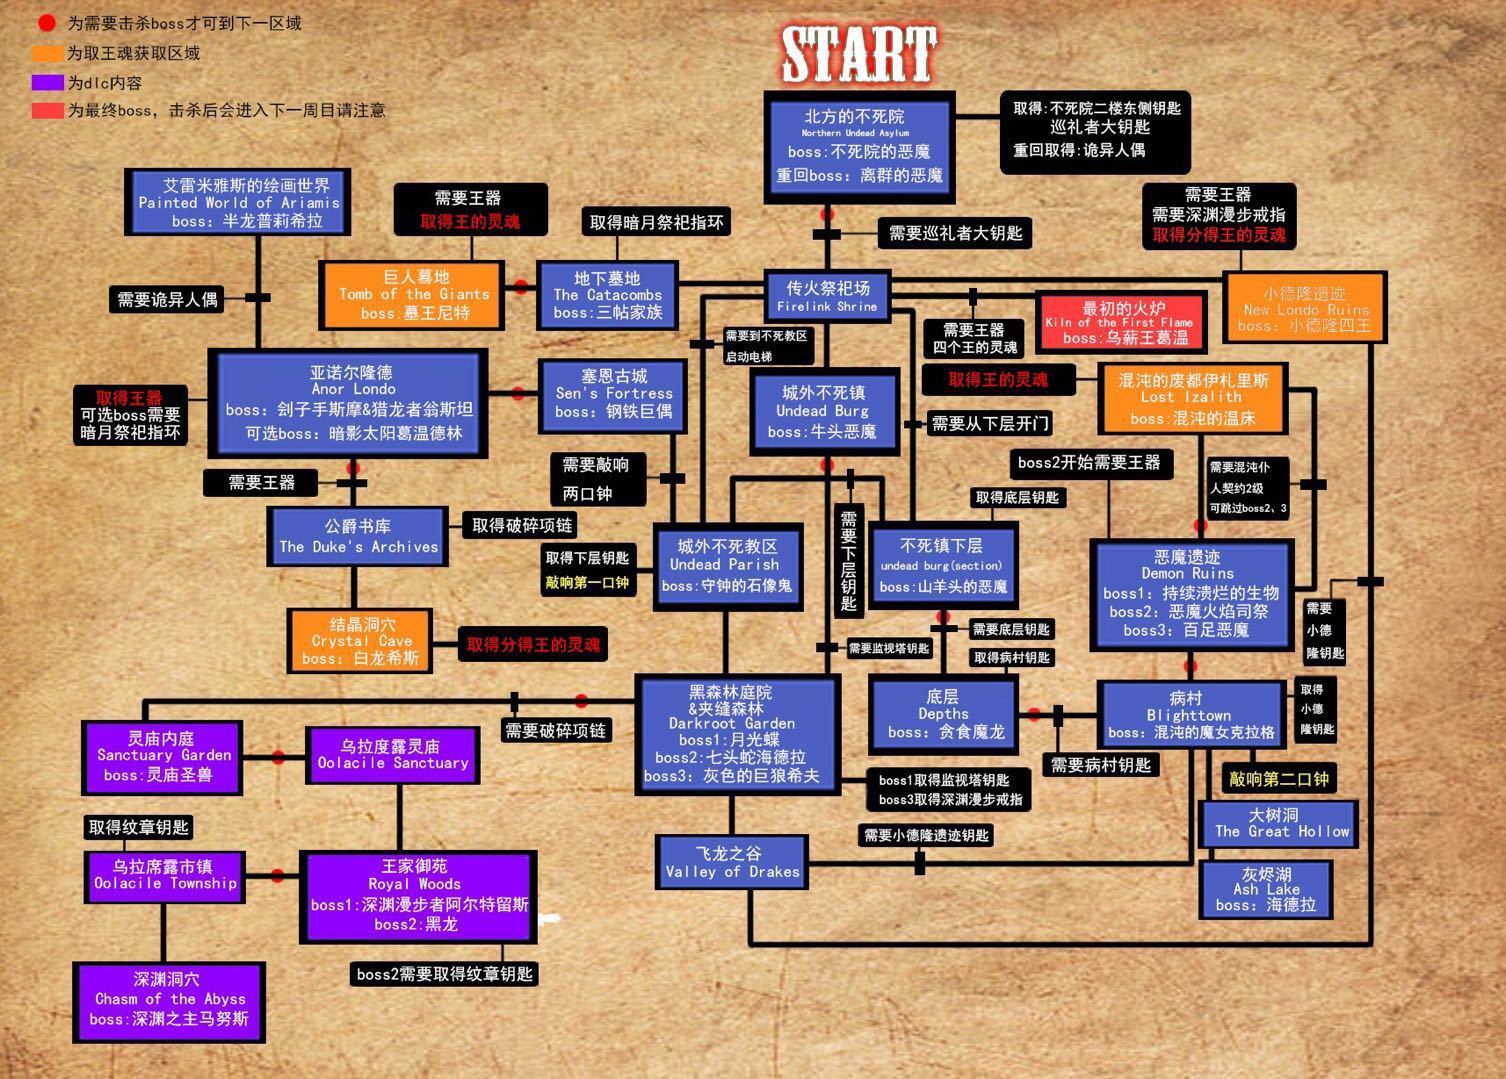 为需要击杀boss才可到下一区域
为取王魂获取区域
为dlc内容
为最终boss，击杀后会进入下一周目请注意
START
北方的不死院
Northern Undead Asylum
boss:不死院的恶魔
重回boss：离群的恶魔
取得:不死院二楼东侧钥匙
巡礼者大钥匙
重回取得:诡异人偶
需要巡礼者大钥匙
艾雷米雅斯的绘画世界
Painted World of Ariamis
boss：半龙普莉希拉
需要诡异人偶
需要王器
取得王的灵魂
取得暗月祭祀指环
需要王器
需要深渊漫步戒指
取得分得王的灵魂
巨人墓地
Tomb of the Giants
boss:墓王尼特
地下墓地
The Catacombs
boss:三帖家族
传火祭祀场
Firelink Shrine
需要王器
四个王的灵魂
最初的火炉
Kiln of the First Flame
boss:乌薪王葛温
小德隆遗迹
New Londo Ruins
boss：小德隆四王
需要到不死教区
启动电梯
亚诺尔隆德
Anor Londo
boss：刽子手斯摩&猎龙者翁斯坦
可选boss：暗影太阳葛温德林
取得王器
可选boss需要
暗月祭祀指环
塞恩古城
Sen's Fortress
boss：钢铁巨偶
城外不死镇
Undead Burg
boss:牛头恶魔
取得王的灵魂
混沌的废都伊札里斯
Lost Izalith
boss:混沌的温床
需要从下层开门
需要王器
需要敲响
两口钟
boss2开始需要王器
需要混沌仆
人契约2级
可跳过boss2、3
取得底层钥匙
公爵书库
The Duke's Archives
取得破碎项链
需要下层钥匙
取得下层钥匙
敲响第一口钟
城外不死教区
Undead Parish
boss:守钟的石像鬼
不死镇下层
undead burg(section)
boss:山羊头的恶魔
恶魔遗迹
Demon Ruins
boss1：持续溃烂的生物
boss2：恶魔火焰司祭
boss3：百足恶魔
需要
小德
隆钥匙
结晶洞穴
Crystal Cave
boss：白龙希斯
取得分得王的灵魂
需要监视塔钥匙
需要底层钥匙
取得病村钥匙
黑森林庭院
&夹缝森林
Darkroot Garden
boss1:月光蝶
boss2:七头蛇海德拉
boss3：灰色的巨狼希夫
底层
Depths
boss：贪食魔龙
病村
Blighttown
boss：混沌的魔女克拉格
取得
小德
隆钥匙
需要破碎项链
需要病村钥匙
敲响第二口钟
灵庙内庭
Sanctuary Garden
boss:灵庙圣兽
乌拉席露灵庙
Oolacile Sanctuary
boss1取得监视塔钥匙
boss3取得深渊漫步戒指
大树洞
The Great Hollow
取得纹章钥匙
需要小德隆遗迹钥匙
乌拉席露市镇
Oolacile Township
王家御苑
Royal Woods
boss1:深渊漫步者阿尔特留斯
boss2:黑龙
飞龙之谷
Valley of Drakes
灰烬湖
Ash Lake
boss：海德拉
boss2需要取得纹章钥匙
深渊洞穴
Chasm of the Abyss
boss:深渊之主马努斯